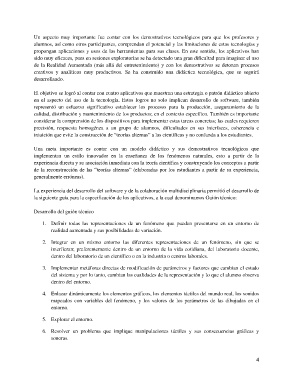 Un aspecto muy importante fue contar con los demostrativos tecnológicos para que los profesores y
alumnos, así como otros participantes, comprendan el potencial y las limitaciones de estas tecnologías y
propongan aplicaciones y usos de las herramientas para sus clases. En este sentido, los aplicativos han
sido muy eficaces, pues en sesiones exploratorias se ha detectado una gran dificultad para imaginar el uso
de la Realidad Aumentada (más allá del entretenimiento) y con los demostrativos se detonan procesos
creativos y analíticos muy productivos. Se ha construido una didáctica tecnológica, que se seguirá
desarrollando.
El objetivo se logró al contar con cuatro aplicativos que muestran una estrategia o patrón didáctico abierto
en el aspecto del uso de la tecnología. Estos logros no solo implican desarrollo de software, también
representó un esfuerzo significativo establecer los procesos para la producción, aseguramiento de la
calidad, distribución y mantenimiento de los productos; en el contexto específico. También es importante
considerar la comprensión de los dispositivos para implementar estas tareas concretas; las cuales requieren
precisión, respuesta homogénea a un grupo de alumnos, dificultades en sus interfaces, coherencia e
intuición que evite la construcción de "teorías alternas" a las científicas y no confunda a los estudiantes.
Una meta importante es contar con un modelo didáctico y sus demostrativos tecnológicos que
implementen un estilo innovador en la enseñanza de los fenómenos naturales, esto a partir de la
experiencia directa y su asociación inmediata con la teoría científica y construyendo los conceptos a partir
de la reconstrucción de las "teorías alternas" (elaboradas por los estudiantes a partir de su experiencia,
generalmente erróneas).
La experiencia del desarrollo del software y de la colaboración multidisciplinaria permitió el desarrollo de
la siguiente guía para la especificación de los aplicativos, a la cual denominamos Guión técnico:
Desarrollo del guión técnico
1. Definir todas las representaciones de un fenómeno que pueden presentarse en un entorno de
realidad aumentada y sus posibilidades de variación.
2. Integrar en un mismo entorno las diferentes representaciones de un fenómeno, sin que se
interfieran; preferentemente dentro de un entorno de la vida cotidiana, del laboratorio docente,
dentro del laboratorio de un científico o en la industria o centros laborales.
3. Implementar metáforas directas de modificación de parámetros y factores que cambian el estado
del sistema y por lo tanto, cambian las cualidades de la representación y lo que el alumno observa
dentro del entorno.
4. Enlazar dinámicamente los elementos gráficos, los elementos táctiles del mundo real, los sonidos
mapeados con variables del fenómeno, y los valores de los parámetros de las dibujadas en el
entorno.
5. Explorar el entorno.
6. Resolver un problema que implique manipulaciones táctiles y sus consecuencias gráficas y
sonoras.
4